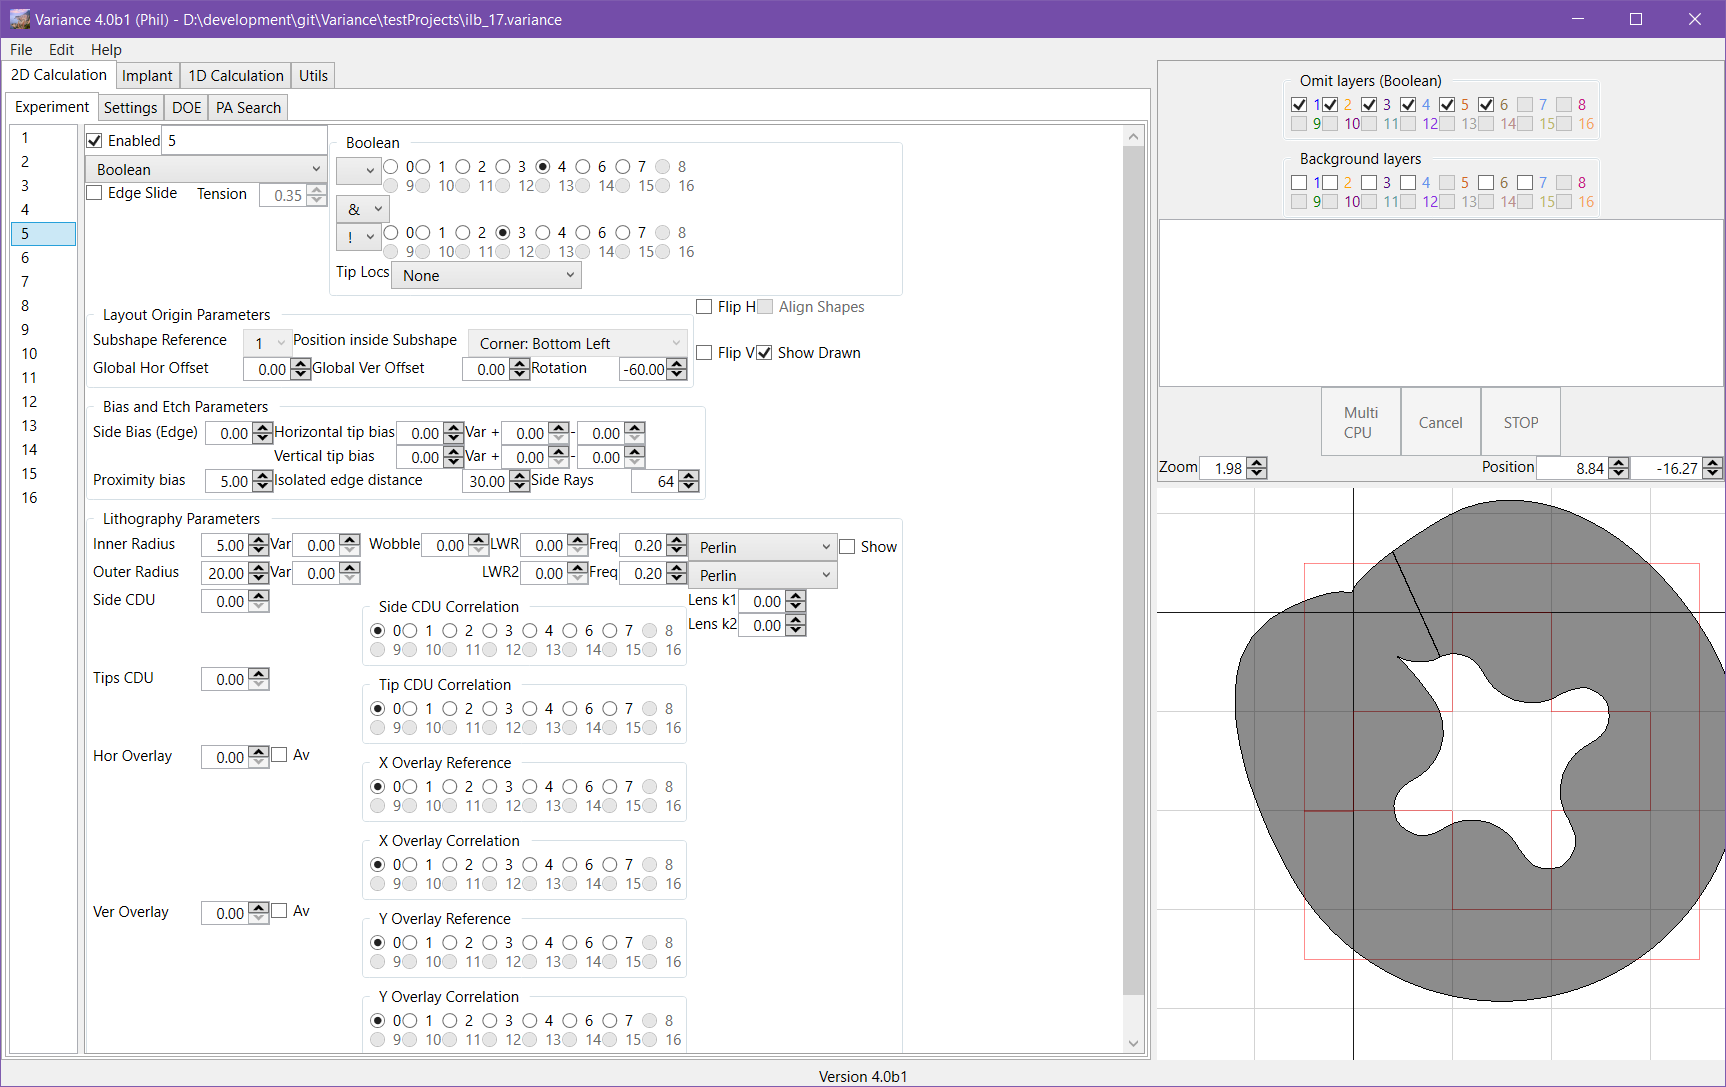 Variance 4.0b1 (Phil) - D:\development\git\Variance\testProjects\ilb_17.variance
File Edit Help
2D Calculation Implant 1D Calculation Utils
Experiment Settings DOE PA Search
1
2
3
4
5
6
7
8
9
10
11
12
13
14
15
16
Enabled 5
Boolean
Edge Slide Tension 0.35
Boolean
0 1 2 3 4 6 7 8
9 10 11 12 13 14 15 16
&
! 0 1 2 3 4 6 7 8
9 10 11 12 13 14 15 16
Tip Locs None
Flip H Align Shapes
Flip V Show Drawn
Layout Origin Parameters
Subshape Reference 1 Position inside Subshape Corner: Bottom Left
Global Hor Offset 0.00 Global Ver Offset 0.00 Rotation -60.00
Bias and Etch Parameters
Side Bias (Edge) 0.00 Horizontal tip bias 0.00 Var + 0.00 - 0.00
Vertical tip bias 0.00 Var + 0.00 - 0.00
Proximity bias 5.00 Isolated edge distance 30.00 Side Rays 64
Lithography Parameters
Inner Radius 5.00 Var 0.00 Wobble 0.00 LWR 0.00 Freq 0.20 Perlin Show
Outer Radius 20.00 Var 0.00 LWR2 0.00 Freq 0.20 Perlin
Side CDU 0.00 Lens k1 0.00
Lens k2 0.00
Side CDU Correlation
0 1 2 3 4 6 7 8
9 10 11 12 13 14 15 16
Tips CDU 0.00
Tip CDU Correlation
0 1 2 3 4 6 7 8
9 10 11 12 13 14 15 16
Hor Overlay 0.00 Av
X Overlay Reference
0 1 2 3 4 6 7 8
9 10 11 12 13 14 15 16
X Overlay Correlation
0 1 2 3 4 6 7 8
9 10 11 12 13 14 15 16
Ver Overlay 0.00 Av
Y Overlay Reference
0 1 2 3 4 6 7 8
9 10 11 12 13 14 15 16
Y Overlay Correlation
0 1 2 3 4 6 7 8
9 10 11 12 13 14 15 16
Omit layers (Boolean)
1 2 3 4 5 6 7 8
9 10 11 12 13 14 15 16
Background layers
1 2 3 4 5 6 7 8
9 10 11 12 13 14 15 16
Multi CPU Cancel STOP
Zoom 1.98 Position 8.84 -16.27
Version 4.0b1